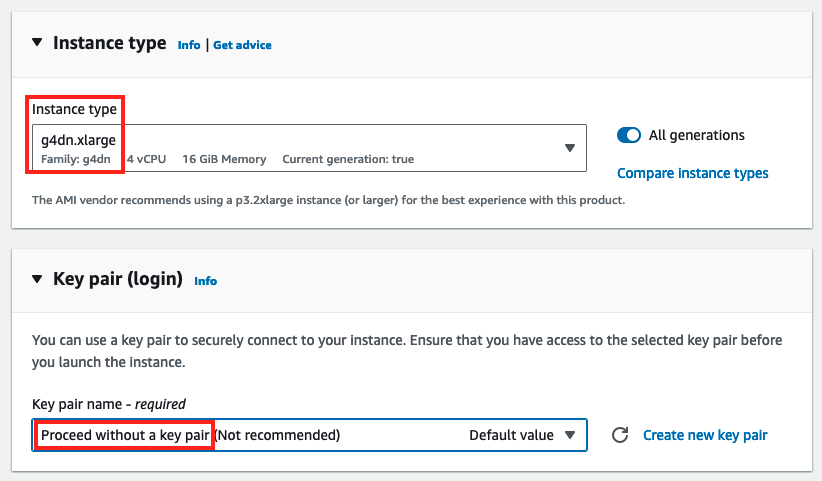 Instance type Info | Get advice
Instance type
g4dn.xlarge
Family: g4dn 4 vCPU 16 GiB Memory Current generation: true
All generations
Compare instance types
The AMI vendor recommends using a p3.2xlarge instance (or larger) for the best experience with this product.
Key pair (login) Info
You can use a key pair to securely connect to your instance. Ensure that you have access to the selected key pair before
you launch the instance.
Key pair name - required
Proceed without a key pair (Not recommended) Default value
Create new key pair